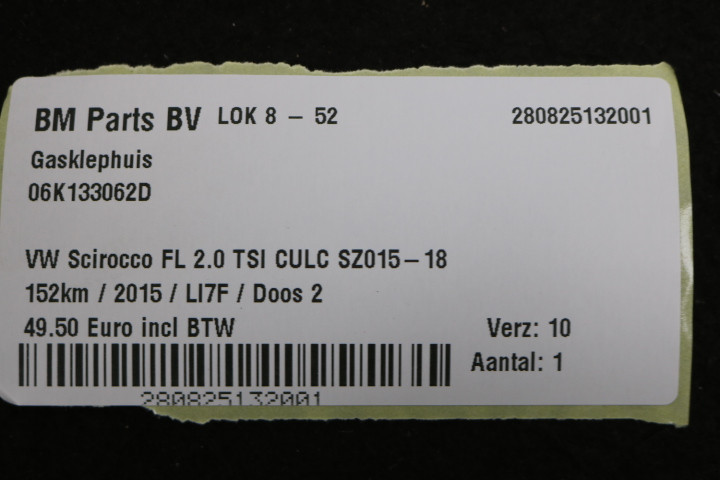 BM Parts BV LOK 8 - 52 280825132001
Gasklephuis
06K133062D
VW Scirocco FL 2.0 TSI CULC SZ015-18
152km / 2015 / LI7F / Doos 2
49.50 Euro incl BTW Verz: 10
Aantal: 1
280825132001